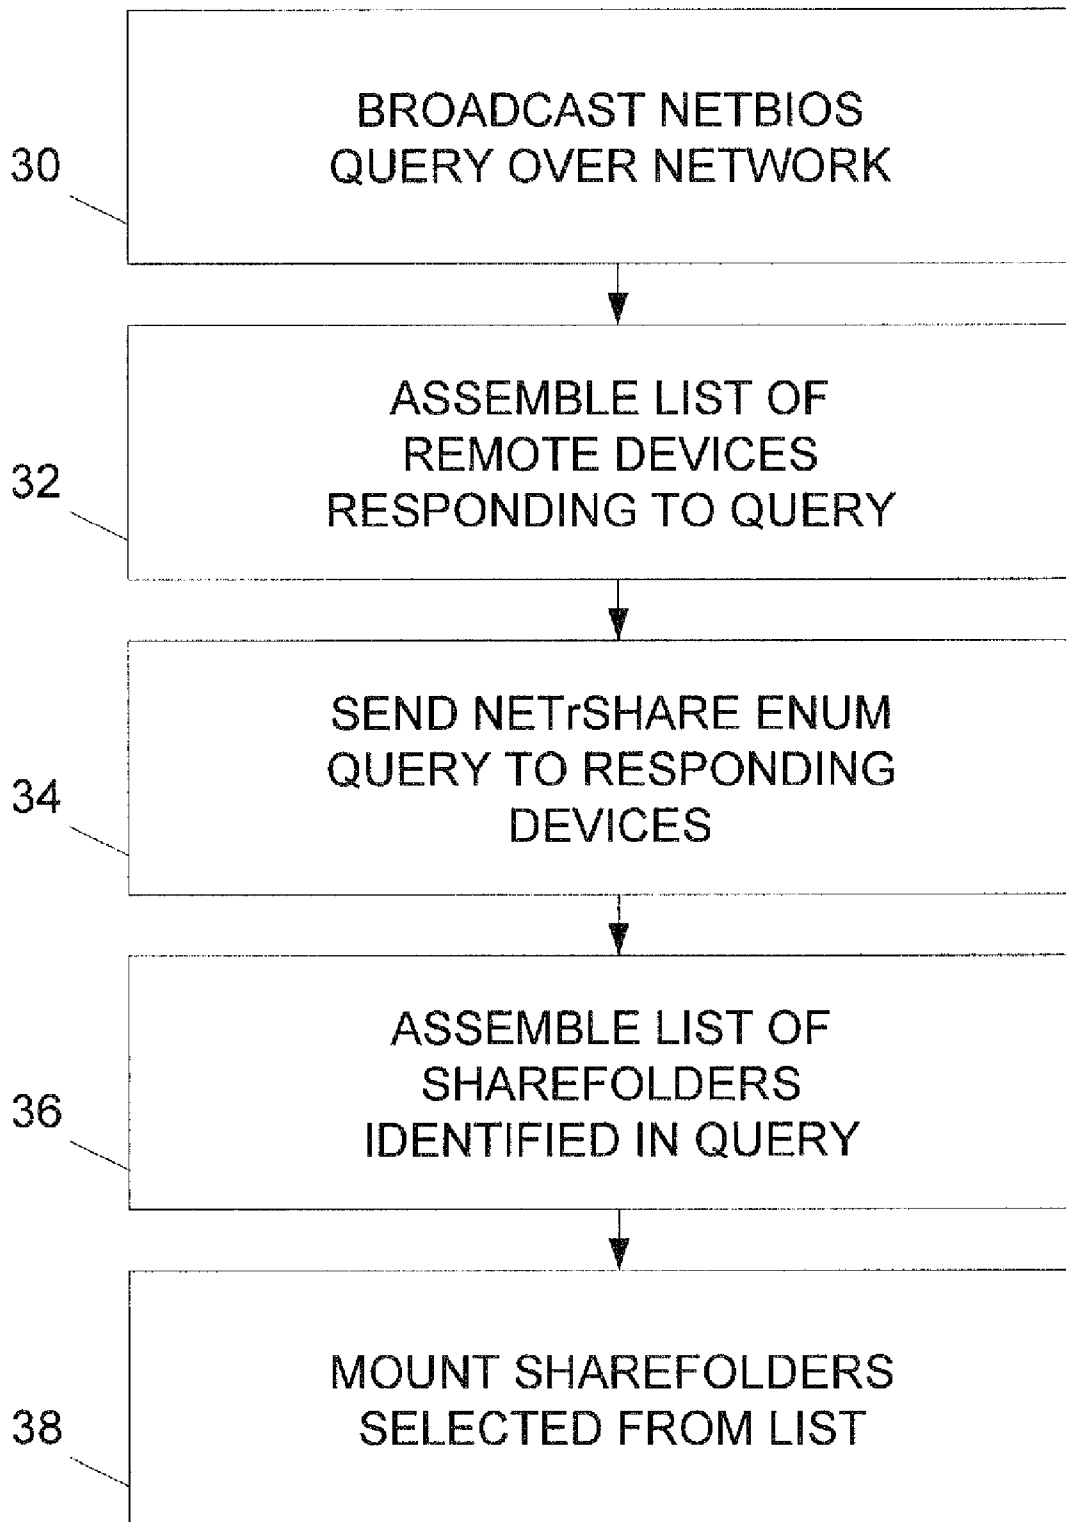 BROADCAST NETBIOS
QUERY OVER NETWORK
30
ASSEMBLE LIST OF
REMOTE DEVICES
RESPONDING TO QUERY
32
SEND NETrSHARE ENUM
QUERY TO RESPONDING
DEVICES
34
ASSEMBLE LIST OF
SHAREFOLDERS
IDENTIFIED IN QUERY
36
MOUNT SHAREFOLDERS
SELECTED FROM LIST
38